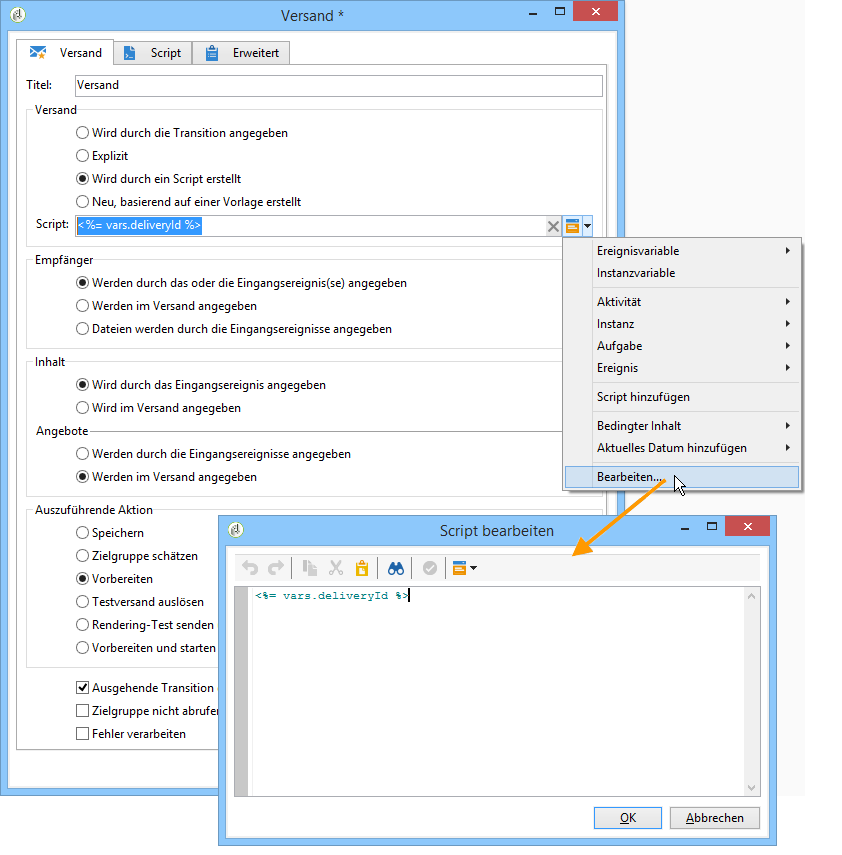 Versand *
Versand
Script
Erweitert
Titel:
Versand
Versand
Wird durch die Transition angegeben
Explizit
Wird durch ein Script erstellt
Neu, basierend auf einer Vorlage erstellt
Script:
<%= vars.deliveryId %>
Ereignisvariable
Instanzvariable
Aktivität
Instanz
Aufgabe
Ereignis
Script hinzufügen
Bedingter Inhalt
Aktuelles Datum hinzufügen
Bearbeiten...
Empfänger
Werden durch das oder die Eingangsereignis(se) angegeben
Werden im Versand angegeben
Dateien werden durch die Eingangsereignisse angegeben
Inhalt
Wird durch das Eingangsereignis angegeben
Wird im Versand angegeben
Angebote
Werden durch die Eingangsereignisse angegeben
Werden im Versand angegeben
Auszuführende Aktion
Speichern
Zielgruppe schätzen
Vorbereiten
Testversand auslösen
Rendering-Test senden
Vorbereiten und starten
Ausgehende Transition
Zielgruppe nicht
Fehler verarbeiten
Script bearbeiten
<%= vars.deliveryId %>
OK
Abbrechen